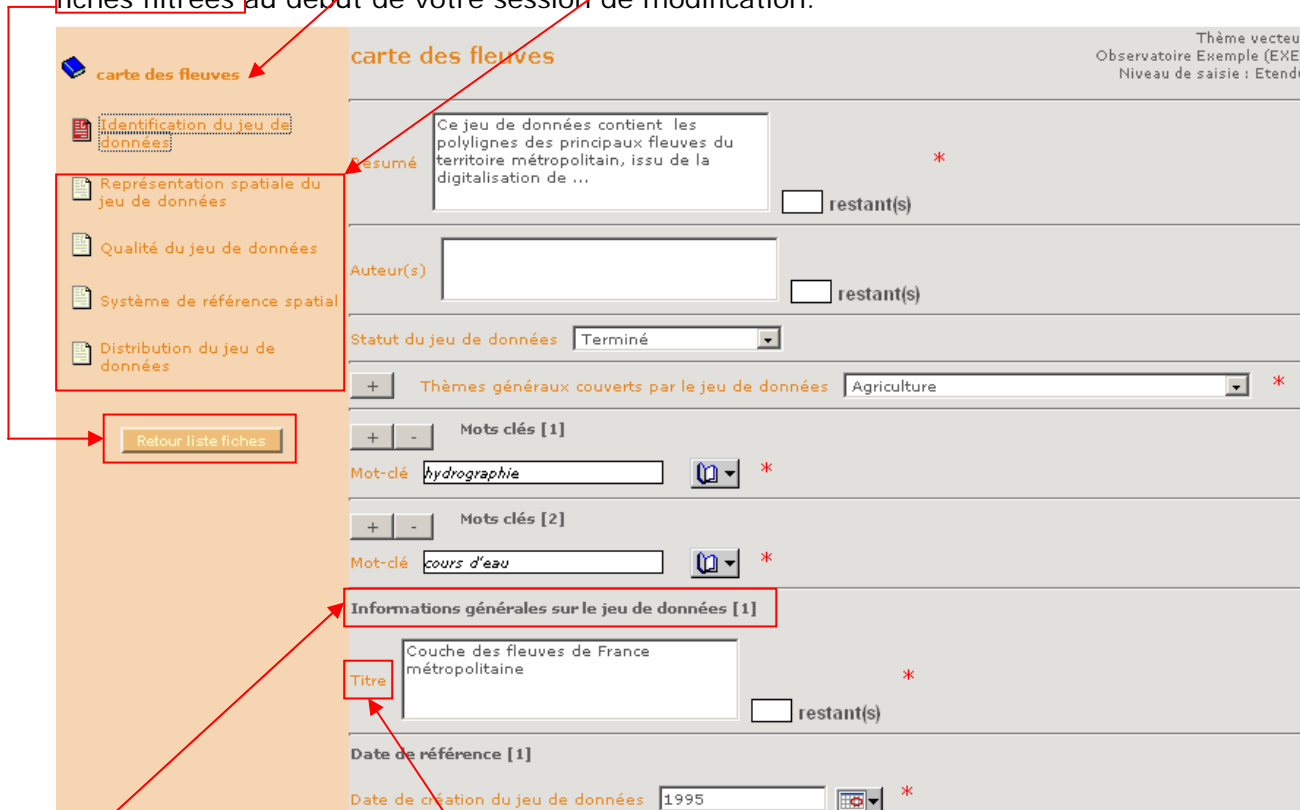 fiches filtrées au début de votre session de modification.
carte des fleuves
Identification du jeu de
données
Représentation spatiale du
jeu de données
Qualité du jeu de données
Système de référence spatial
Distribution du jeu de
données
Retour liste fiches
carte des fleuves
Thème vecteu
Observatoire Exemple (EXE
Niveau de saisie : Etendu
Résumé
Ce jeu de données contient les
polylignes des principaux fleuves du
territoire métropolitain, issu de la
digitalisation de ...
*
restant(s)
Auteur(s)
restant(s)
Statut du jeu de données Terminé
+ Thèmes généraux couverts par le jeu de données Agriculture *
+ - Mots clés [1]
Mot-clé hydrographie *
+ - Mots clés [2]
Mot-clé cours d'eau *
Informations générales sur le jeu de données [1]
Titre
Couche des fleuves de France
métropolitaine
*
restant(s)
Date de référence [1]
Date de création du jeu de données 1995 *